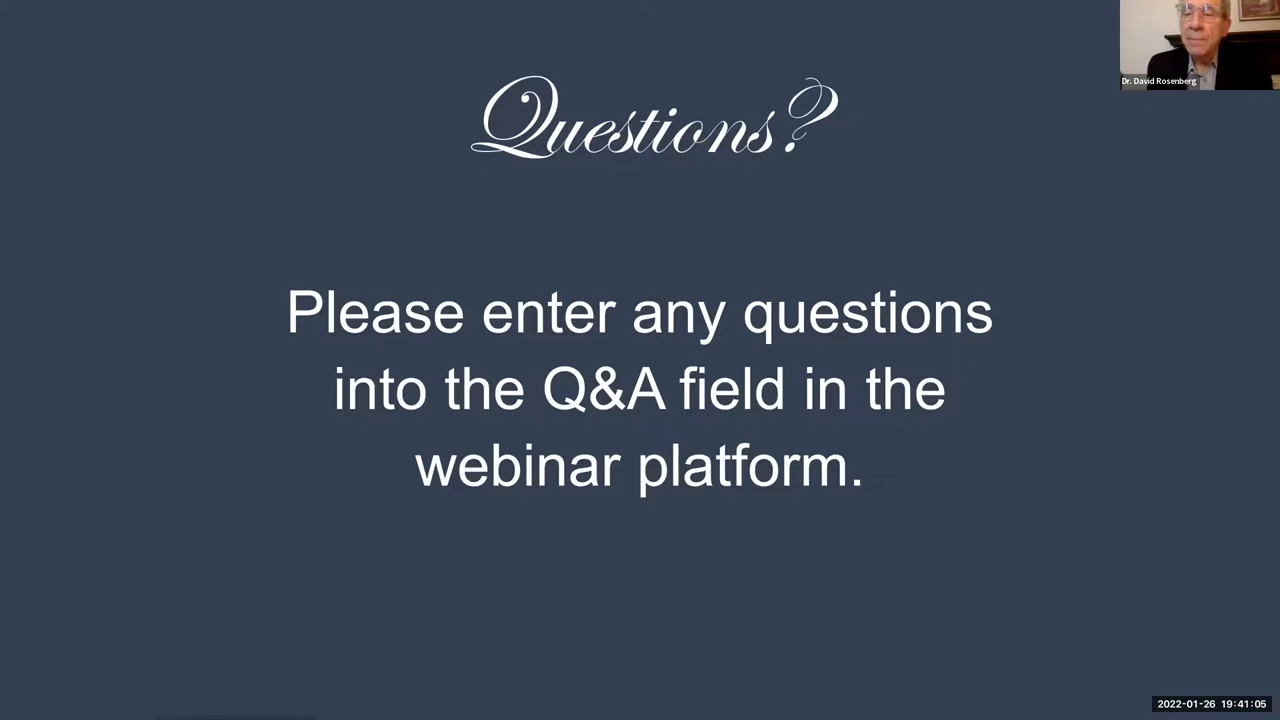 Dr. David Rosenberg
Questions?
Please enter any questions
into the Q&A field in the
webinar platform.
2022-01-26 19:41:05